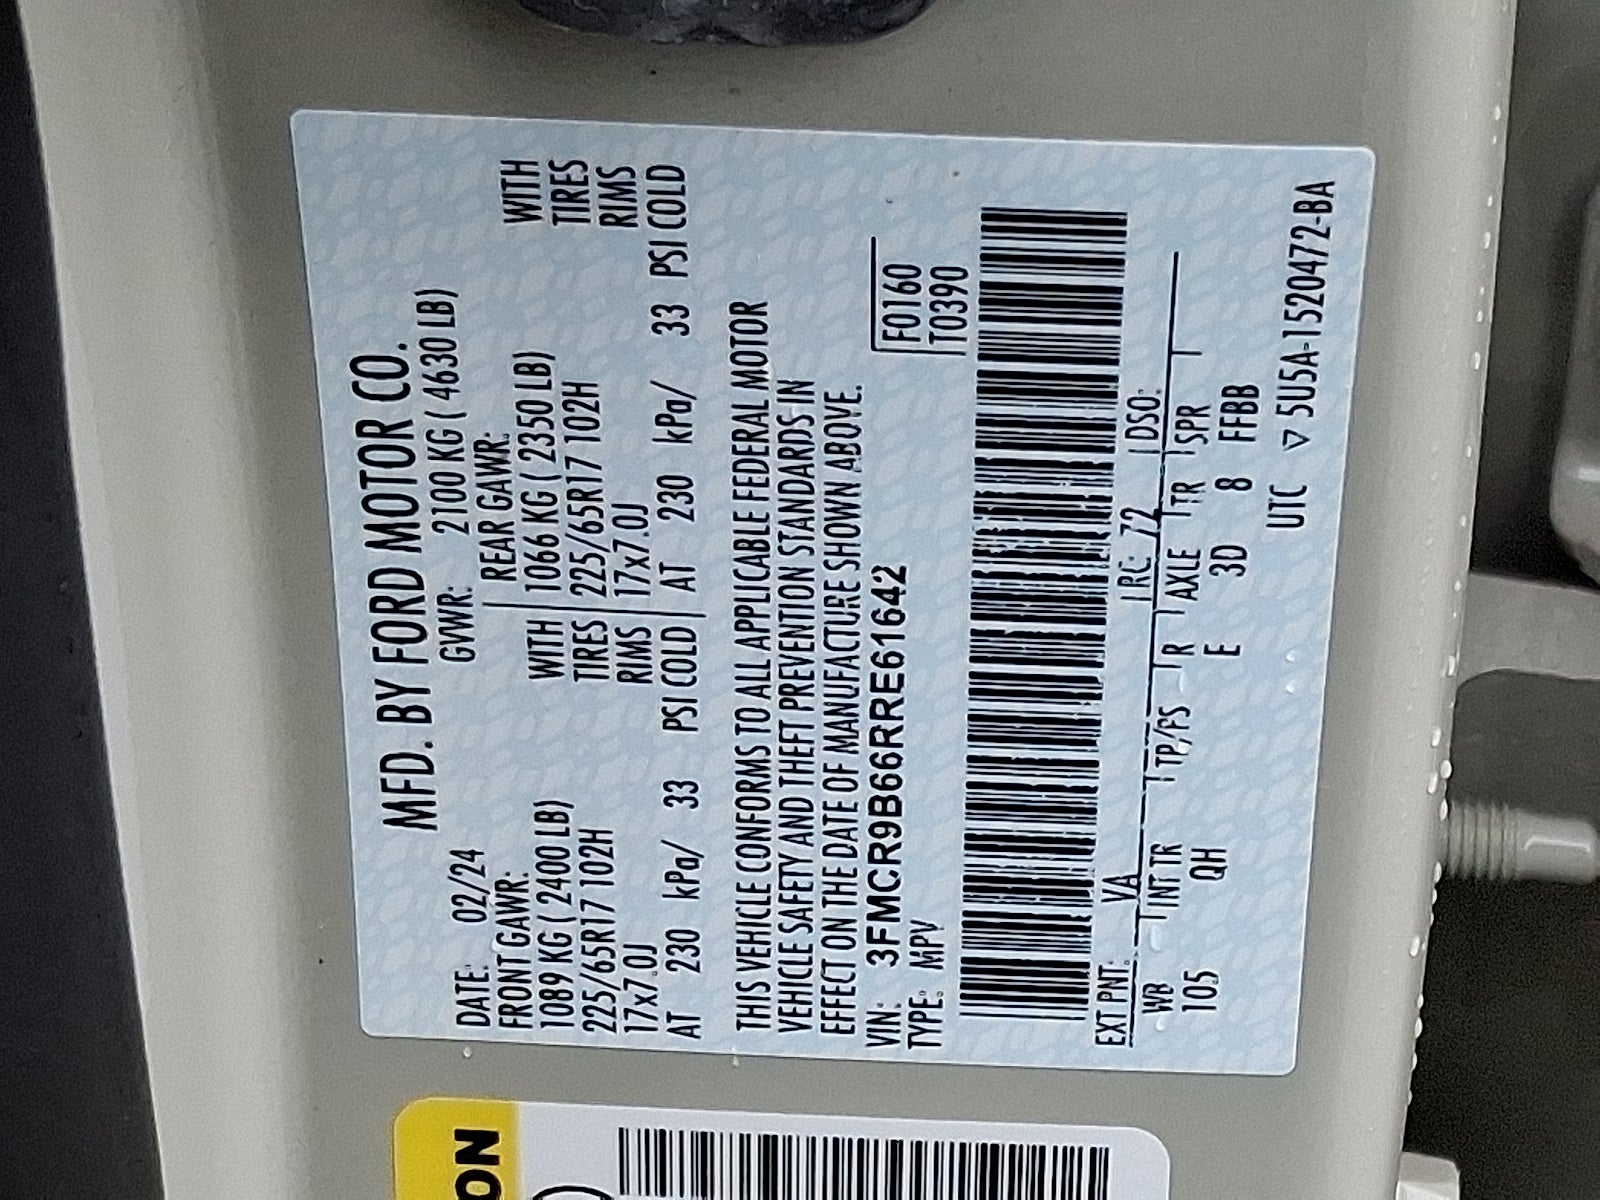 MFD. BY FORD MOTOR CO.
DATE: 02/24 GVWR: 2100 KG ( 4630 LB)
FRONT GAWR: REAR GAWR:
1089 KG ( 2400 LB) WITH 1066 KG ( 2350 LB) WITH
225/65R17 102H TIRES 225/65R17 102H TIRES
17x7.0J RIMS 17x7.0J RIMS
AT 230 kPa/ 33 PSI COLD AT 230 kPa/ 33 PSI COLD
THIS VEHICLE CONFORMS TO ALL APPLICABLE FEDERAL MOTOR
VEHICLE SAFETY AND THEFT PREVENTION STANDARDS IN
EFFECT ON THE DATE OF MANUFACTURE SHOWN ABOVE.
VIN: 3FMCR9B66RRE61642 F0160
TYPE: MPV T0390
EXT PNT: VA RC: 72 DSO:
WB INT TR TP/PS R AXLE TR SPR
105 QH E 3D 8 FFBB
UTC ▽ 5U5A-1520472-BA
ON